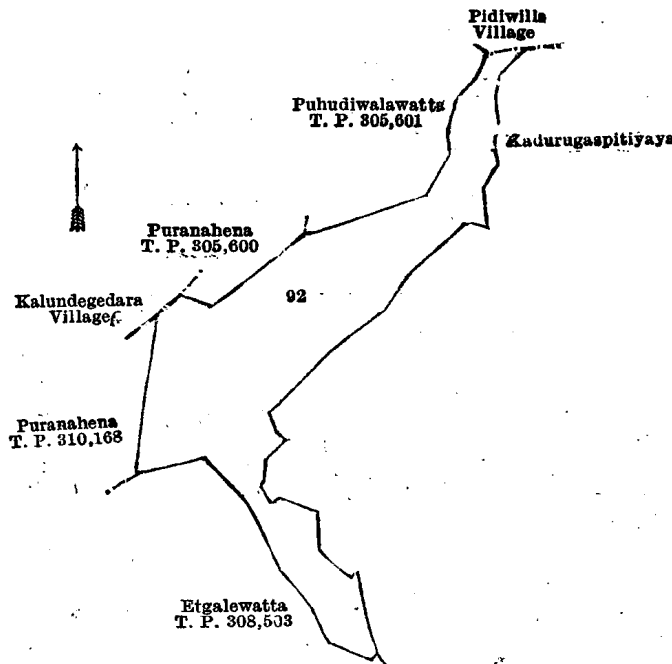 Pidiwilla
Village
Puhudiwalawatta
T. P. 305,601
Kadurugaspitiyaya
Puranahena
T. P. 305,600
92
Kalundegedara
Village
Puranahena
T. P. 310,168
Etgalewatta
T. P. 308,503